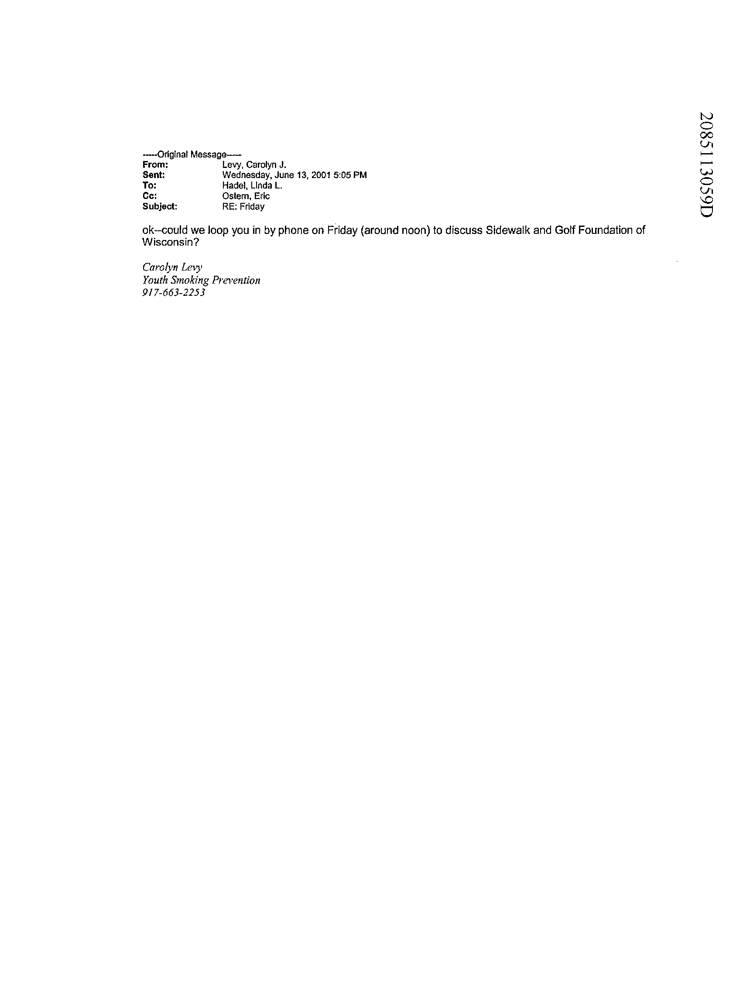 -----Original Message-----
From: Levy, Carolyn J.
Sent: Wednesday, June 13, 2001 5:05 PM
To: Hadel, Linda L.
Cc: Ostern, Eric
Subject: RE: Friday
ok--could we loop you in by phone on Friday (around noon) to discuss Sidewalk and Golf Foundation of
Wisconsin?
Carolyn Levy
Youth Smoking Prevention
917-663-2253
2085113059D